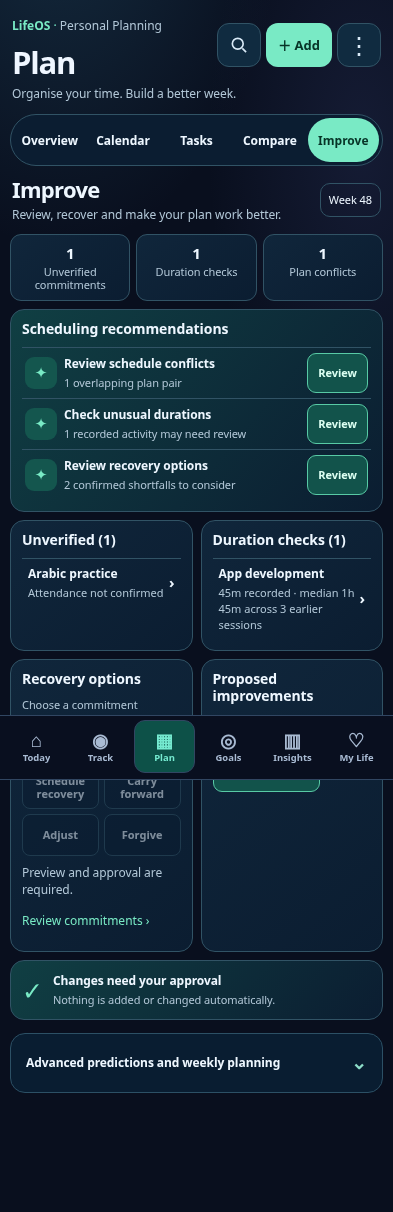 LifeOS · Personal Planning
Plan
+ Add
⋮
Organise your time. Build a better week.
Overview
Calendar
Tasks
Compare
Improve
Improve
Review, recover and make your plan work better.
Week 48
1
Unverified
commitments
1
Duration checks
1
Plan conflicts
Scheduling recommendations
Review schedule conflicts
1 overlapping plan pair
Review
Check unusual durations
1 recorded activity may need review
Review
Review recovery options
2 confirmed shortfalls to consider
Review
Unverified (1)
Arabic practice
Attendance not confirmed
›
Duration checks (1)
App development
45m recorded · median 1h
45m across 3 earlier
sessions
›
Recovery options
Choose a commitment
Proposed
improvements
Today
Track
Plan
Goals
Insights
My Life
Schedule
recovery
Carry
forward
Adjust
Forgive
Preview and approval are
required.
Review commitments ›
Changes need your approval
Nothing is added or changed automatically.
Advanced predictions and weekly planning